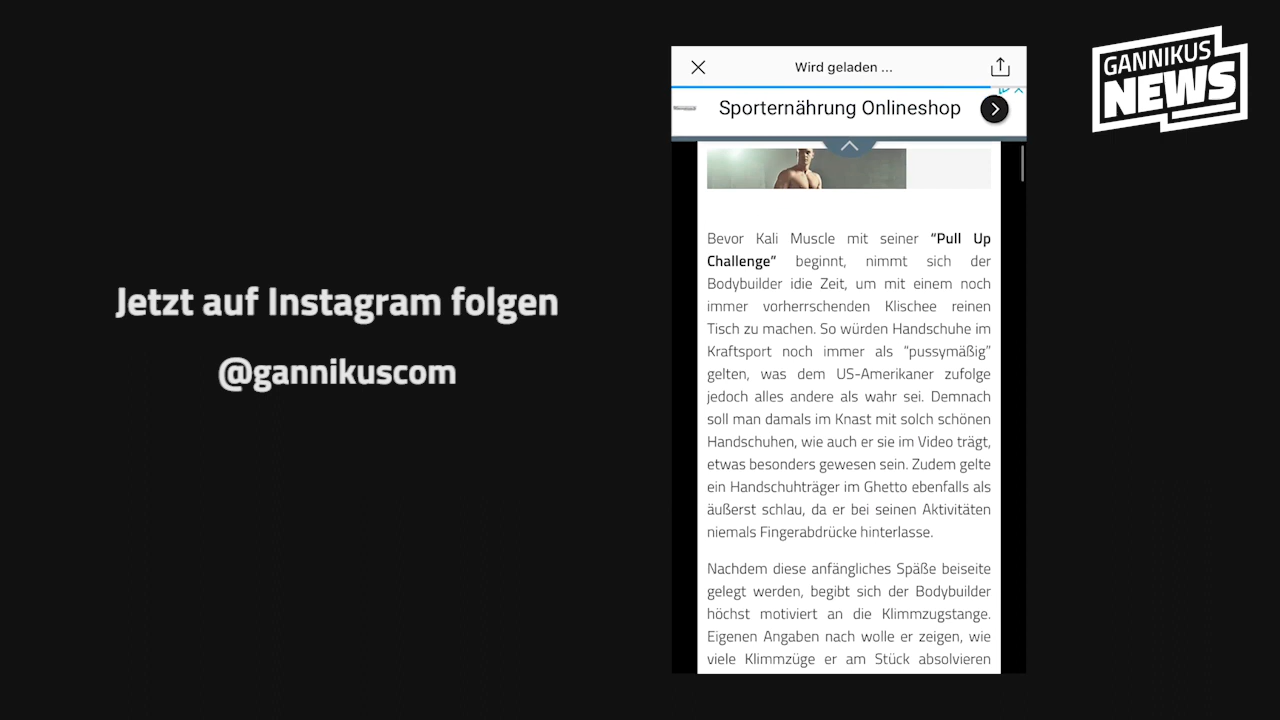 GANNIKUS
NEWS
Wird geladen ...
Sporternährung Onlineshop
Jetzt auf Instagram folgen
@gannikuscom
Bevor Kali Muscle mit seiner “Pull Up
Challenge” beginnt, nimmt sich der
Bodybuilder idie Zeit, um mit einem noch
immer vorherrschenden Klischee reinen
Tisch zu machen. So würden Handschuhe im
Kraftsport noch immer als “pussymäßig”
gelten, was dem US-Amerikaner zufolge
jedoch alles andere als wahr sei. Demnach
soll man damals im Knast mit solch schönen
Handschuhen, wie auch er sie im Video trägt,
etwas besonders gewesen sein. Zudem gelte
ein Handschuhträger im Ghetto ebenfalls als
äußerst schlau, da er bei seinen Aktivitäten
niemals Fingerabdrücke hinterlasse.
Nachdem diese anfängliches Späße beiseite
gelegt werden, begibt sich der Bodybuilder
höchst motiviert an die Klimmzugstange.
Eigenen Angaben nach wolle er zeigen, wie
viele Klimmzüge er am Stück absolvieren